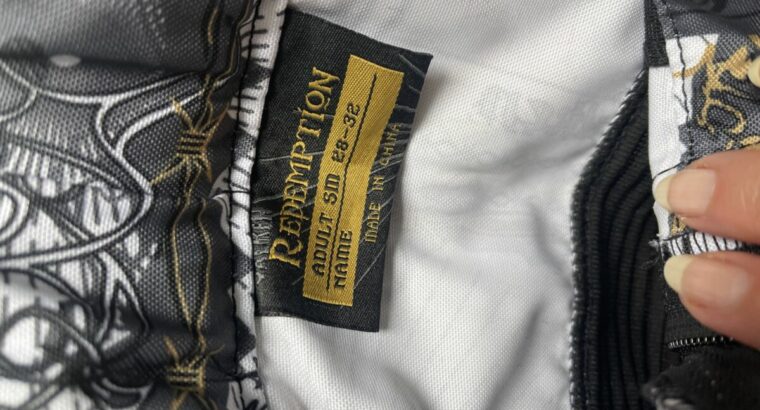 REDEMPTION
ADULT SM 28-32
NAME
MADE IN CHINA